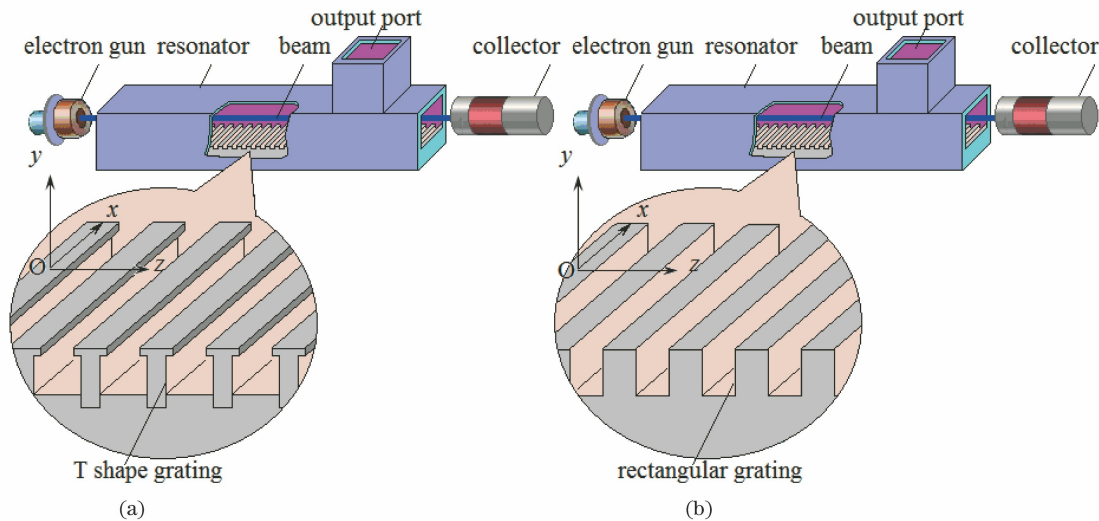 output port
electron gun resonator beam collector
y
x
O
z
T shape grating
(a)
output port
electron gun resonator beam collector
y
x
O
z
rectangular grating
(b)